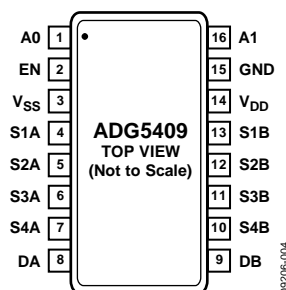 A0 1 16 A1
EN 2 15 GND
VSS 3 14 VDD
S1A 4 13 S1B
ADG5409
S2A 5 TOP VIEW 12 S2B
(Not to Scale)
S3A 6 11 S3B
S4A 7 10 S4B
DA 8 9 DB
09206-004